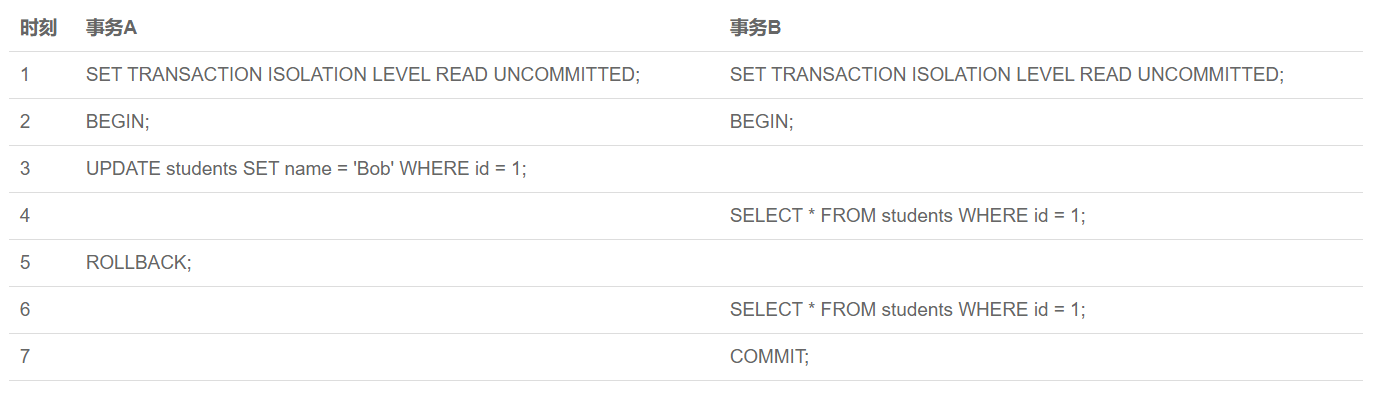 时刻 事务A 事务B
1 SET TRANSACTION ISOLATION LEVEL READ UNCOMMITTED; SET TRANSACTION ISOLATION LEVEL READ UNCOMMITTED;
2 BEGIN; BEGIN;
3 UPDATE students SET name = 'Bob' WHERE id = 1;
4 SELECT * FROM students WHERE id = 1;
5 ROLLBACK;
6 SELECT * FROM students WHERE id = 1;
7 COMMIT;